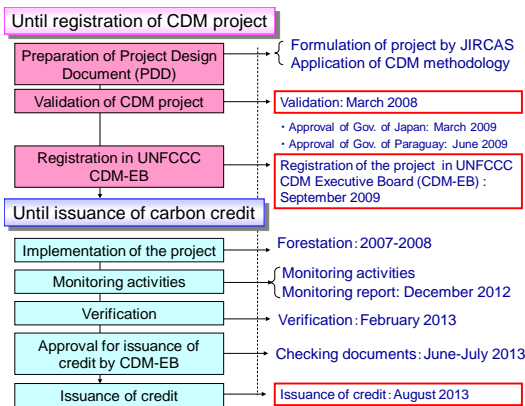 Until registration of CDM project
Preparation of Project Design
Document (PDD)
Formulation of project by JIRCAS
Application of CDM methodology
Validation of CDM project
Validation: March 2008
・Approval of Gov. of Japan: March 2009
・Approval of Gov. of Paraguay: June 2009
Registration in UNFCCC
CDM-EB
Registration of the project in UNFCCC
CDM Executive Board (CDM-EB) :
September 2009
Until issuance of carbon credit
Implementation of the project
Forestation: 2007-2008
Monitoring activities
Monitoring activities
Monitoring report: December 2012
Verification
Verification: February 2013
Approval for issuance of
credit by CDM-EB
Checking documents: June-July 2013
Issuance of credit
Issuance of credit: August 2013